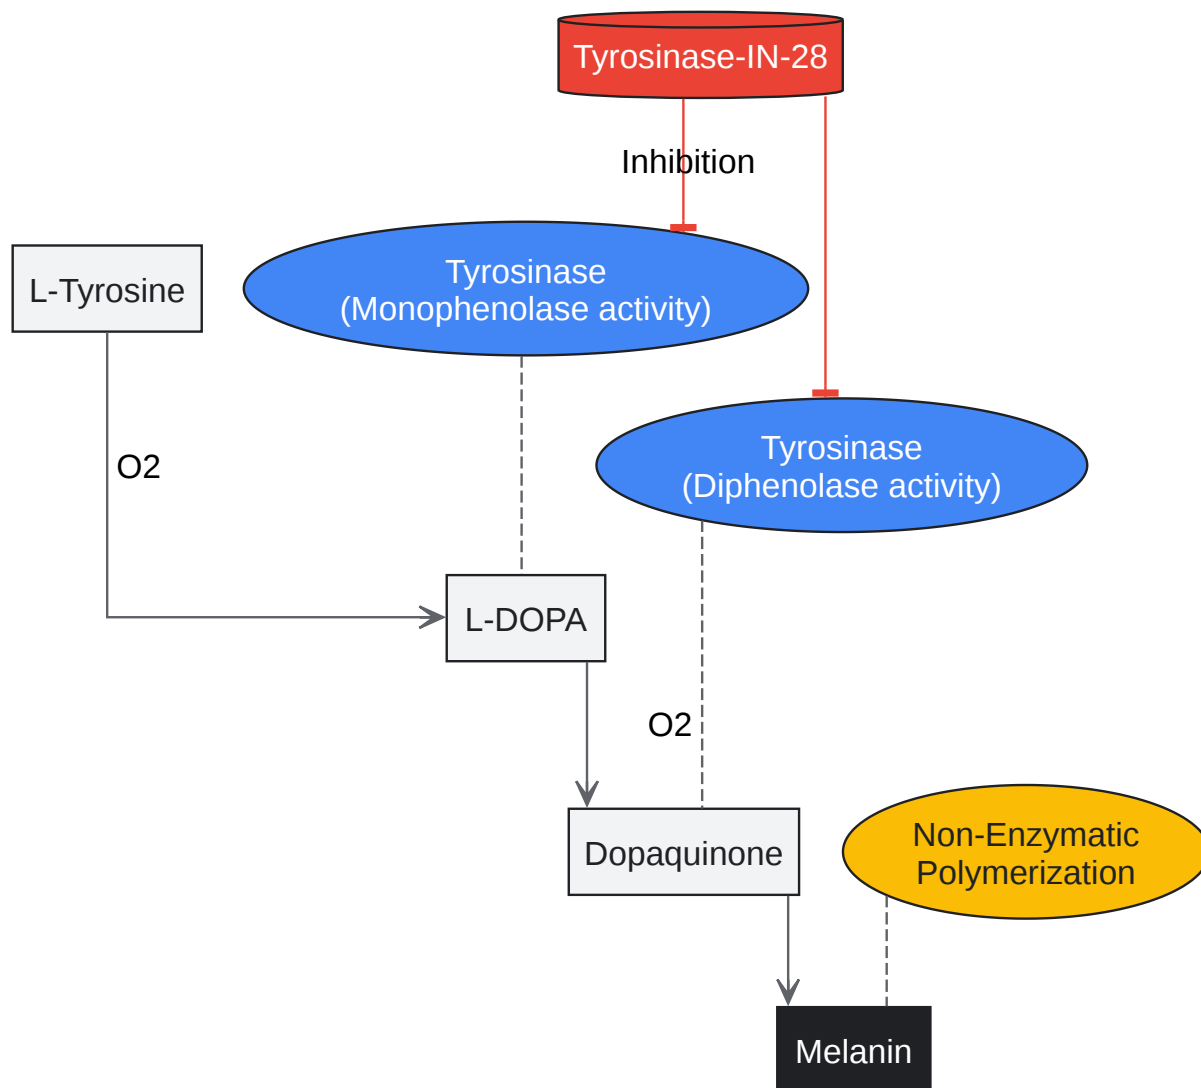 Tyrosinase-IN-28
Inhibition
Tyrosinase
(Monophenolase activity)
L-Tyrosine
Tyrosinase
(Diphenolase activity)
O2
L-DOPA
O2
Non-Enzymatic
Polymerization
Dopaquinone
Melanin